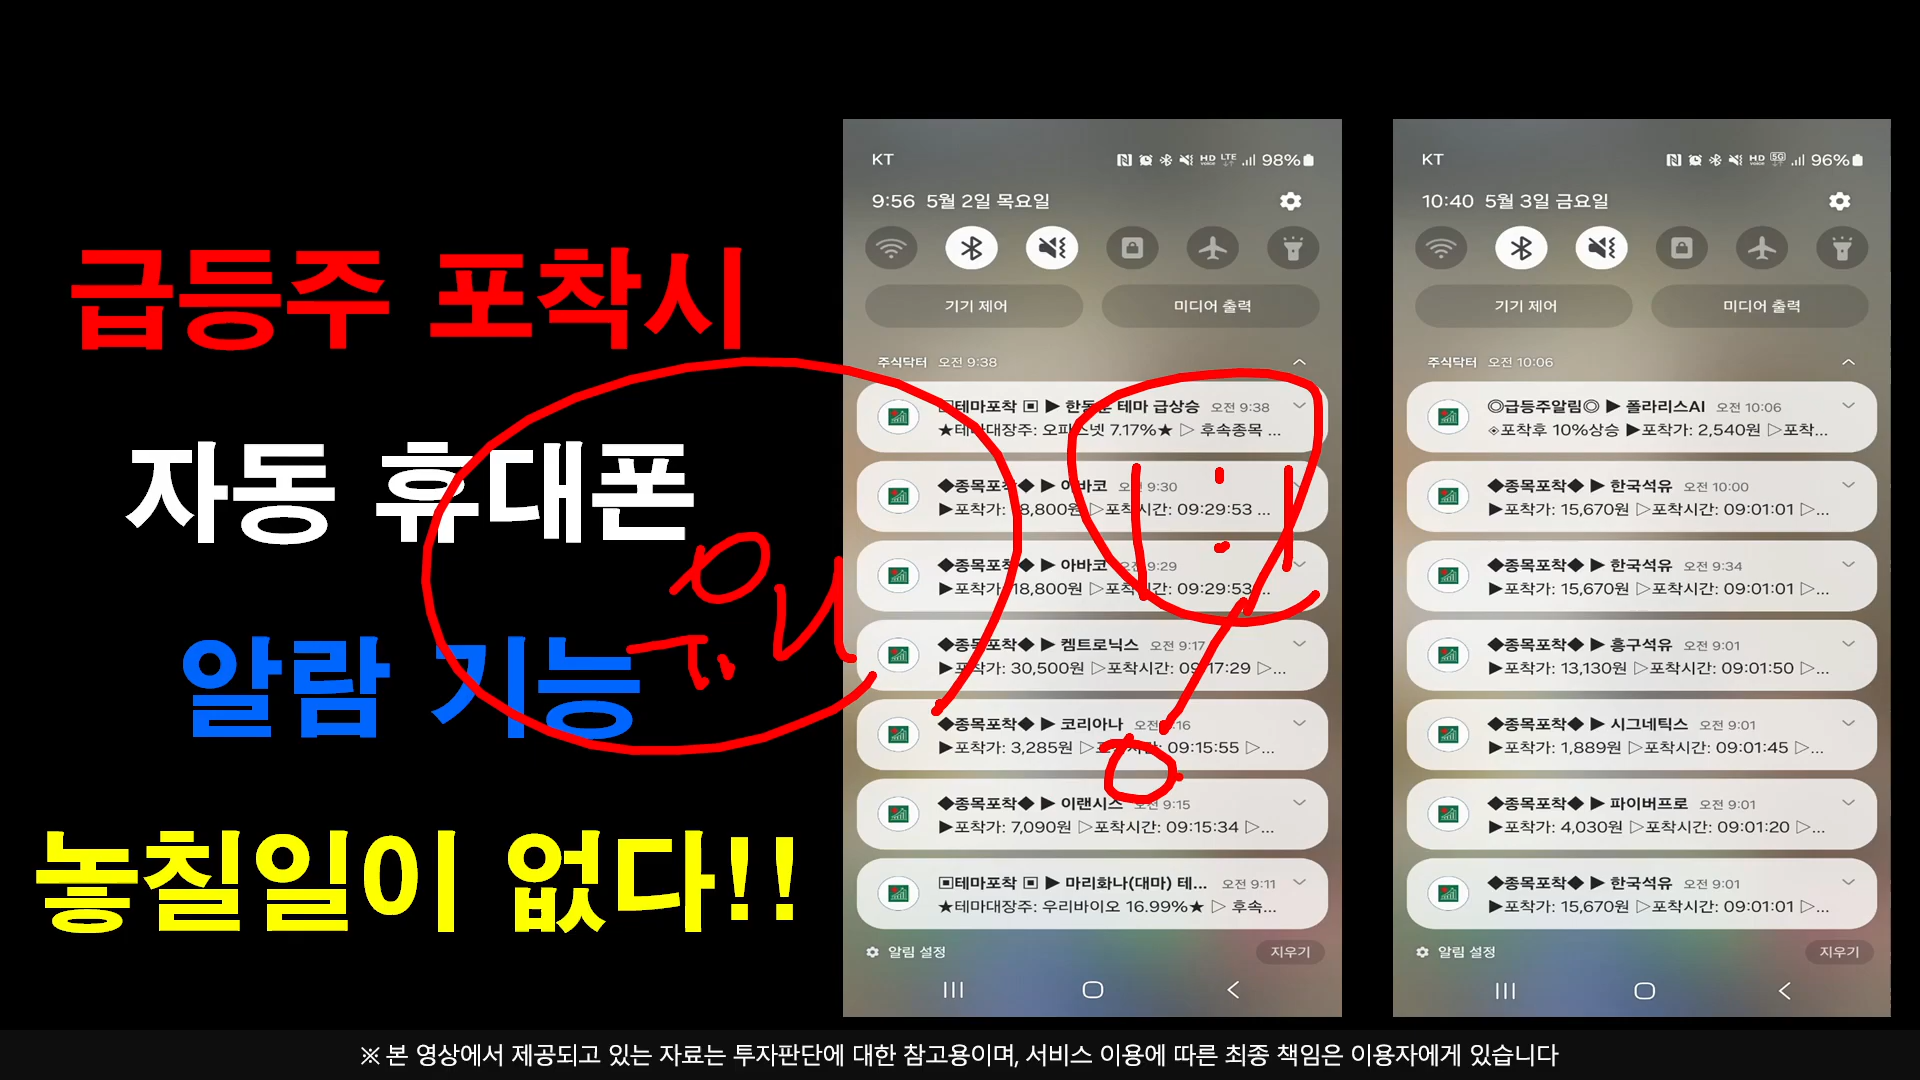 급등주 포착시
자동 휴대폰
알람 기능
놓칠일이 없다!!
KT
HD LTE 98%
9:56 5월 2일 목요일
기기 제어
미디어 출력
주식닥터 오전 9:38
▣테마포착 ▣ ▶ 한동훈 테마 급상승 오전 9:38
★테마대장주: 오파스넷 7.17%★ ▷ 후속종목 ...
◆종목포착◆ ▶ 아바코 오전 9:30
▶포착가: 18,800원 ▷포착시간: 09:29:53 ...
◆종목포착◆ ▶ 아바코 오전 9:29
▶포착가: 18,800원 ▷포착시간: 09:29:53 ...
◆종목포착◆ ▶ 켐트로닉스 오전 9:17
▶포착가: 30,500원 ▷포착시간: 09:17:29 ▷...
◆종목포착◆ ▶ 코리아나 오전 9:16
▶포착가: 3,285원 ▷포착시간: 09:15:55 ▷...
◆종목포착◆ ▶ 이랜시스 오전 9:15
▶포착가: 7,090원 ▷포착시간: 09:15:34 ▷...
▣테마포착 ▣ ▶ 마리화나(대마) 테... 오전 9:11
★테마대장주: 우리바이오 16.99%★ ▷ 후속...
알림 설정
지우기
KT
HD 5G 96%
10:40 5월 3일 금요일
기기 제어
미디어 출력
주식닥터 오전 10:06
◎급등주알림◎ ▶ 폴라리스AI 오전 10:06
◈포착후 10%상승 ▶포착가: 2,540원 ▷포착...
◆종목포착◆ ▶ 한국석유 오전 10:00
▶포착가: 15,670원 ▷포착시간: 09:01:01 ▷...
◆종목포착◆ ▶ 한국석유 오전 9:34
▶포착가: 15,670원 ▷포착시간: 09:01:01 ▷...
◆종목포착◆ ▶ 흥구석유 오전 9:01
▶포착가: 13,130원 ▷포착시간: 09:01:50 ▷...
◆종목포착◆ ▶ 시그네틱스 오전 9:01
▶포착가: 1,889원 ▷포착시간: 09:01:45 ▷...
◆종목포착◆ ▶ 파이버프로 오전 9:01
▶포착가: 4,030원 ▷포착시간: 09:01:20 ▷...
◆종목포착◆ ▶ 한국석유 오전 9:01
▶포착가: 15,670원 ▷포착시간: 09:01:01 ▷...
알림 설정
지우기
※ 본 영상에서 제공되고 있는 자료는 투자판단에 대한 참고용이며, 서비스 이용에 따른 최종 책임은 이용자에게 있습니다